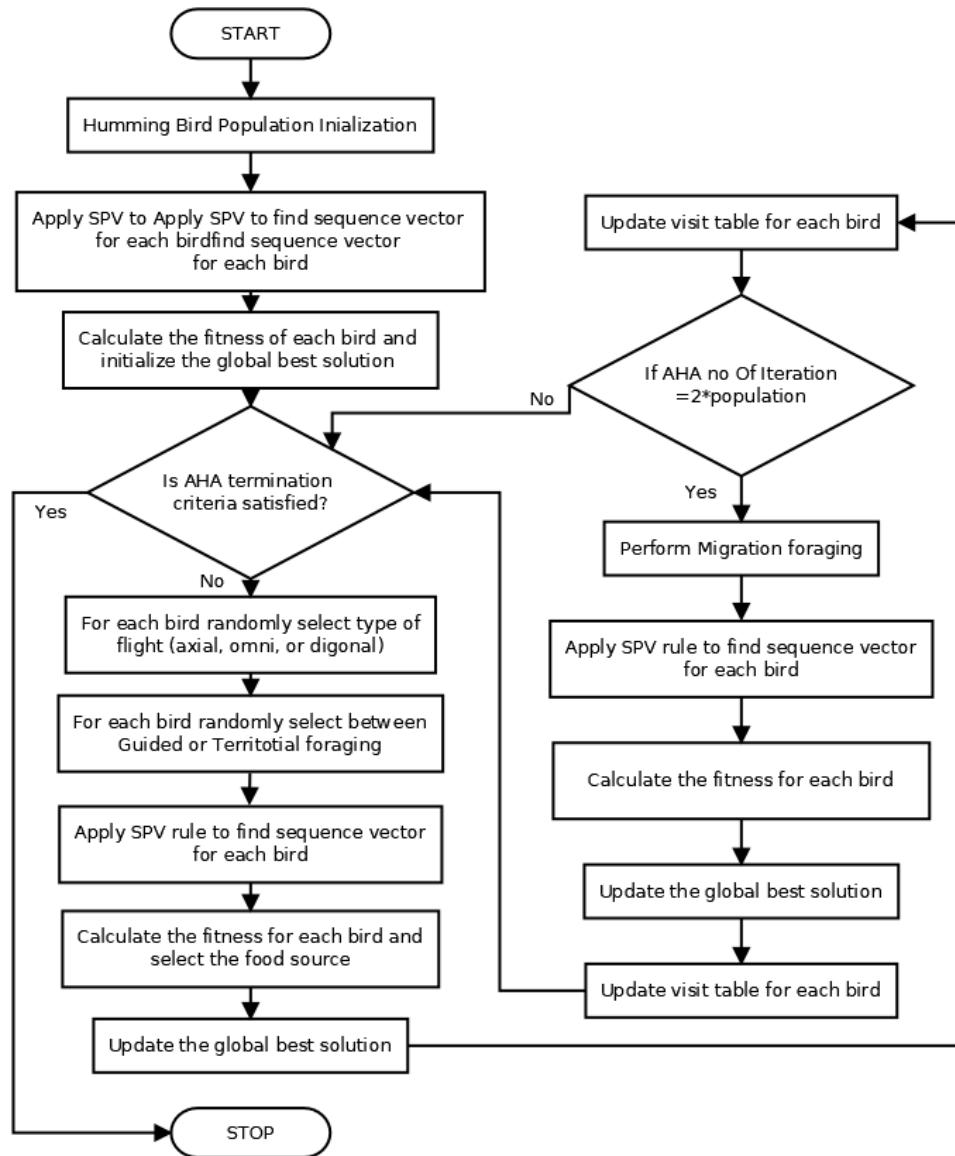 START
Humming Bird Population Inialization
Apply SPV to Apply SPV to find sequence vector
for each birdfind sequence vector
for each bird
Calculate the fitness of each bird and
initialize the global best solution
Is AHA termination
criteria satisfied?
Yes
No
For each bird randomly select type of
flight (axial, omni, or digonal)
For each bird randomly select between
Guided or Territotial foraging
Apply SPV rule to find sequence vector
for each bird
Calculate the fitness for each bird and
select the food source
Update the global best solution
STOP
Update visit table for each bird
If AHA no Of Iteration
=2*population
No
Yes
Perform Migration foraging
Apply SPV rule to find sequence vector
for each bird
Calculate the fitness for each bird
Update the global best solution
Update visit table for each bird